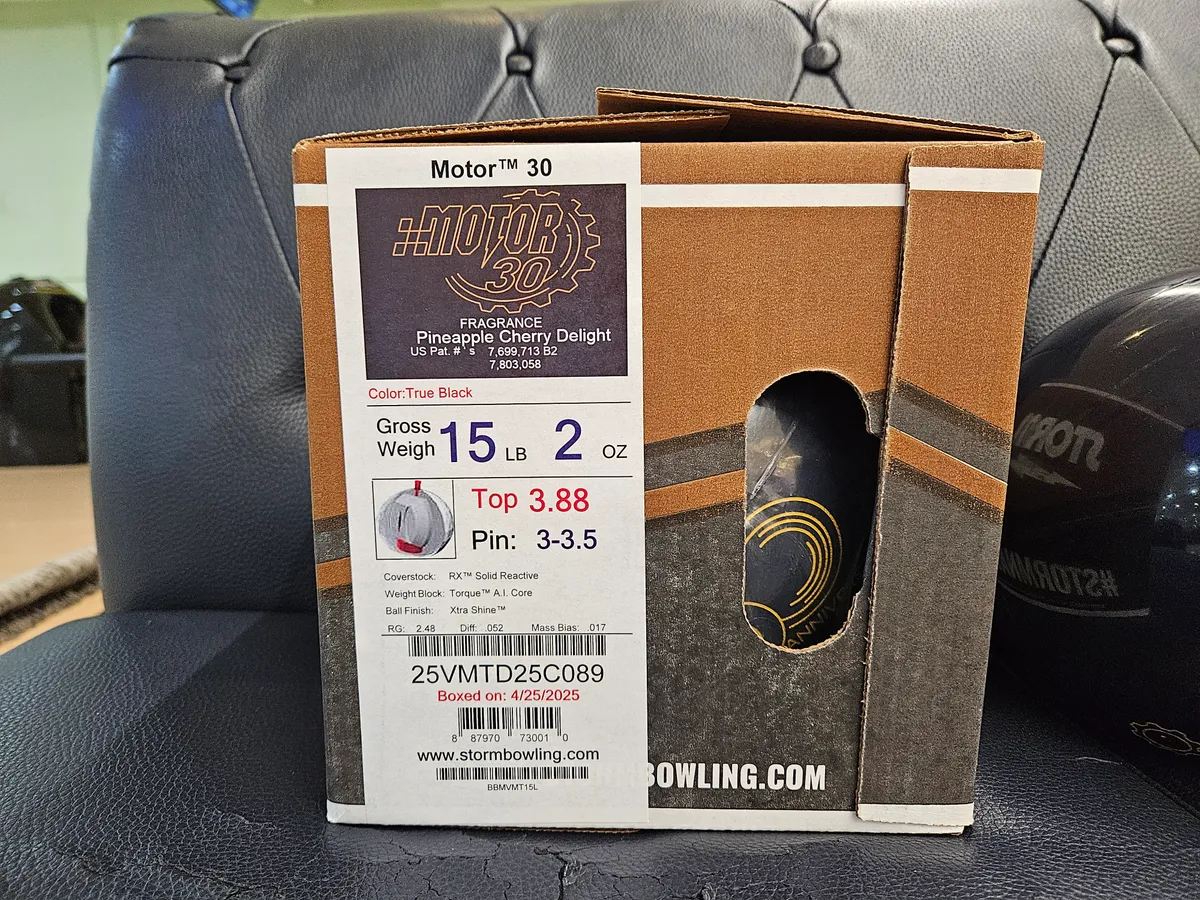 Motor™ 30
#MOTOR
30
FRAGRANCE
Pineapple Cherry Delight
US Pat. #'s 7,699,713 B2
7,803,058
Color:True Black
Gross
Weigh 15 LB 2 OZ
Top 3.88
Pin: 3-3.5
Coverstock: RX™ Solid Reactive
Weight Block: Torque™ A.I. Core
Ball Finish: Xtra Shine™
RG: 2.48 Diff: .052 Mass Bias: .017
25VMTD25C089
Boxed on: 4/25/2025
8 87970 73001 0
www.stormbowling.com
BBMVMT15L
BOWLING.COM
ANNIVE
STORM
#STORM